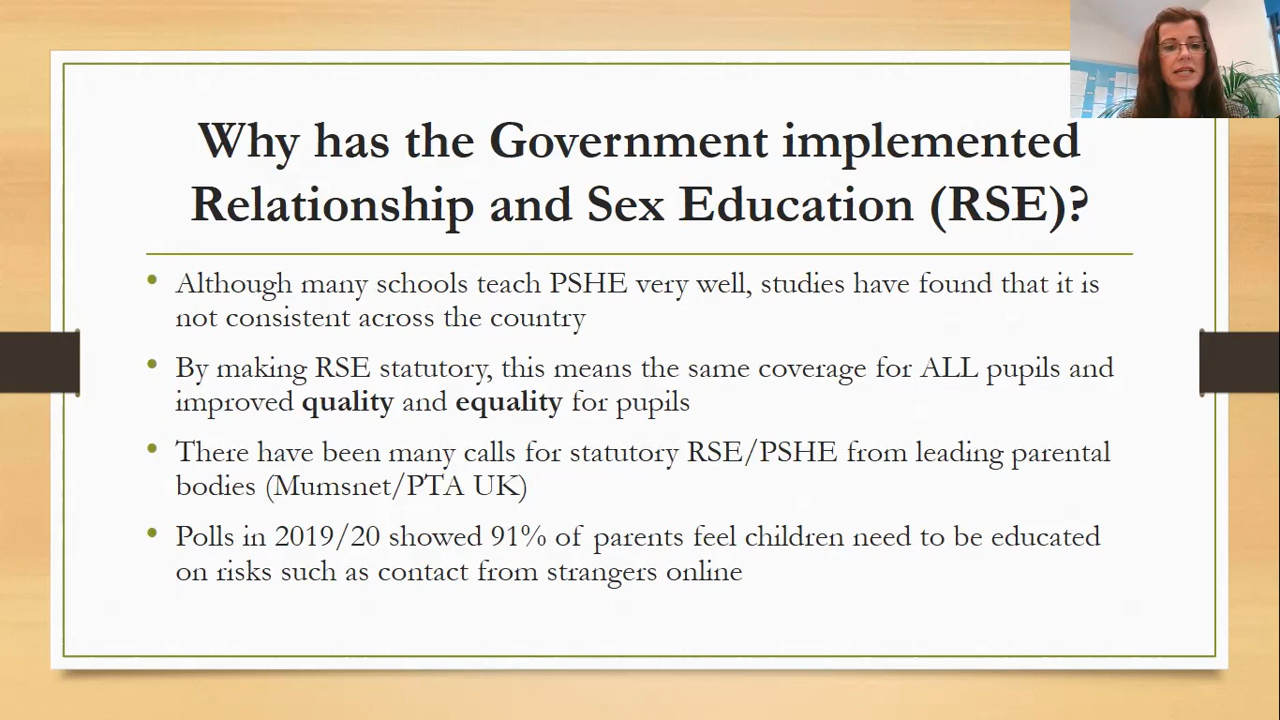 Why has the Government implemented
Relationship and Sex Education (RSE)?
• Although many schools teach PSHE very well, studies have found that it is
not consistent across the country
• By making RSE statutory, this means the same coverage for ALL pupils and
improved quality and equality for pupils
• There have been many calls for statutory RSE/PSHE from leading parental
bodies (Mumsnet/PTA UK)
• Polls in 2019/20 showed 91% of parents feel children need to be educated
on risks such as contact from strangers online